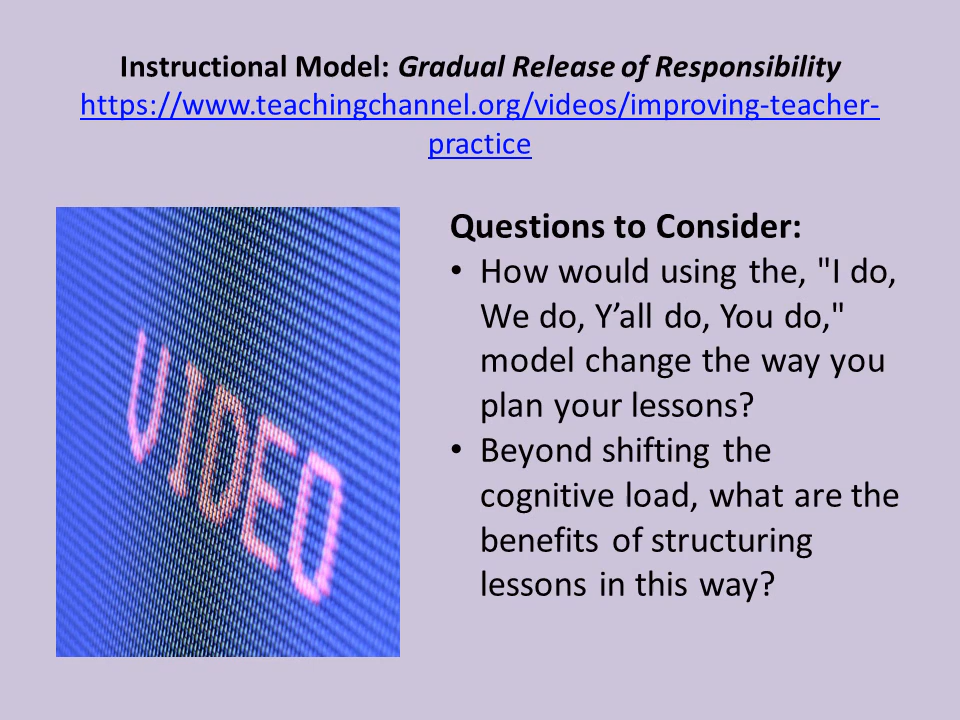 Instructional Model: Gradual Release of Responsibility
https://www.teachingchannel.org/videos/improving-teacher-
practice
VIDEO
Questions to Consider:
• How would using the, "I do,
We do, Y’all do, You do,"
model change the way you
plan your lessons?
• Beyond shifting the
cognitive load, what are the
benefits of structuring
lessons in this way?